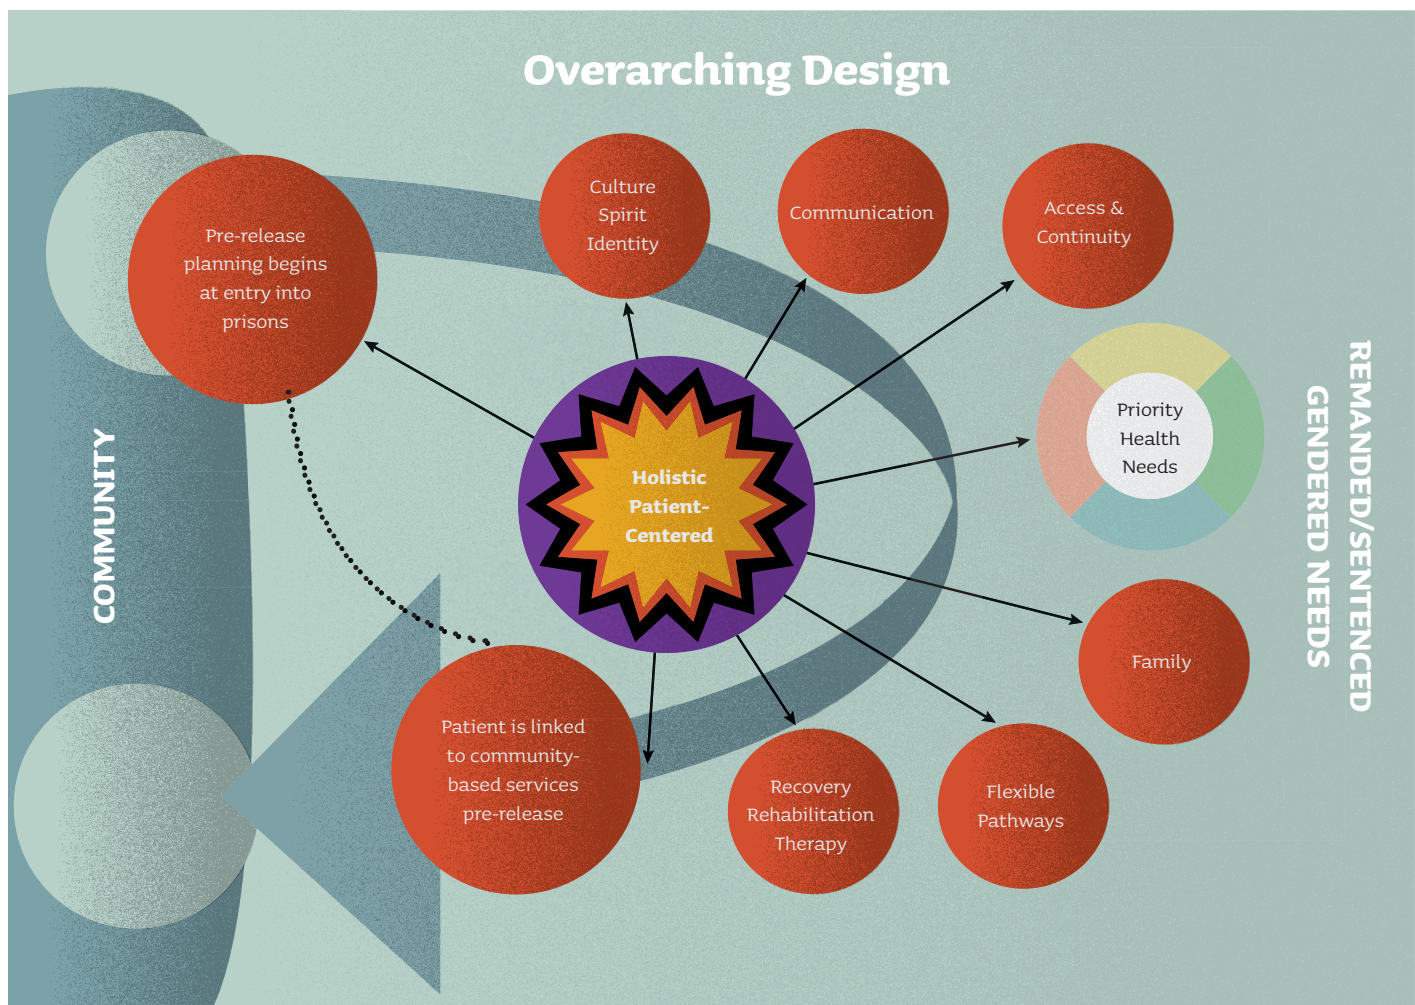 Overarching Design
Pre-release
planning begins
at entry into
prisons
Culture
Spirit
Identity
Communication
Access &
Continuity
Priority
Health
Needs
Family
Flexible
Pathways
Recovery
Rehabilitation
Therapy
Patient is linked
to community-
based services
pre-release
Holistic
Patient-
Centered
COMMUNITY
REMANDED/SENTENCED
GENDERED NEEDS